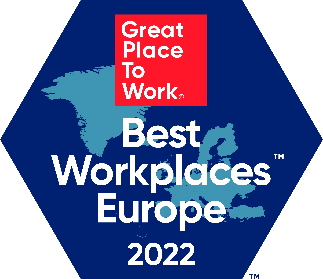 Great
Place
To
Work®
Best
Workplaces™
Europe
2022
TM